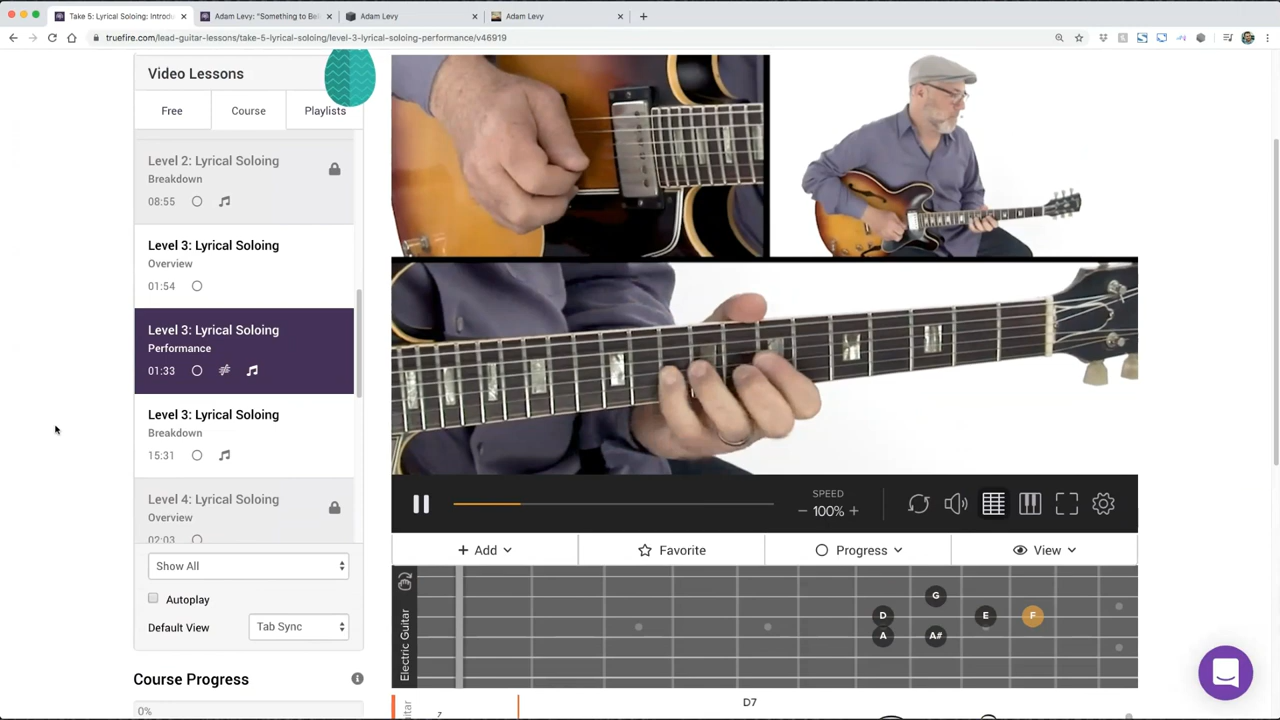 Take 5: Lyrical Soloing: Introdu
Adam Levy: "Something to Bel
Adam Levy
Adam Levy
truefire.com/lead-guitar-lessons/take-5-lyrical-soloing/level-3-lyrical-soloing-performance/v46919
Video Lessons
Free
Course
Playlists
Level 2: Lyrical Soloing
Breakdown
08:55
Level 3: Lyrical Soloing
Overview
01:54
Level 3: Lyrical Soloing
Performance
01:33
Level 3: Lyrical Soloing
Breakdown
15:31
Level 4: Lyrical Soloing
Overview
02:03
Show All
Autoplay
Default View
Tab Sync
Course Progress
0%
SPEED
− 100% +
+ Add
Favorite
Progress
View
Electric Guitar
G
D
E
F
A
A#
D7
uitar